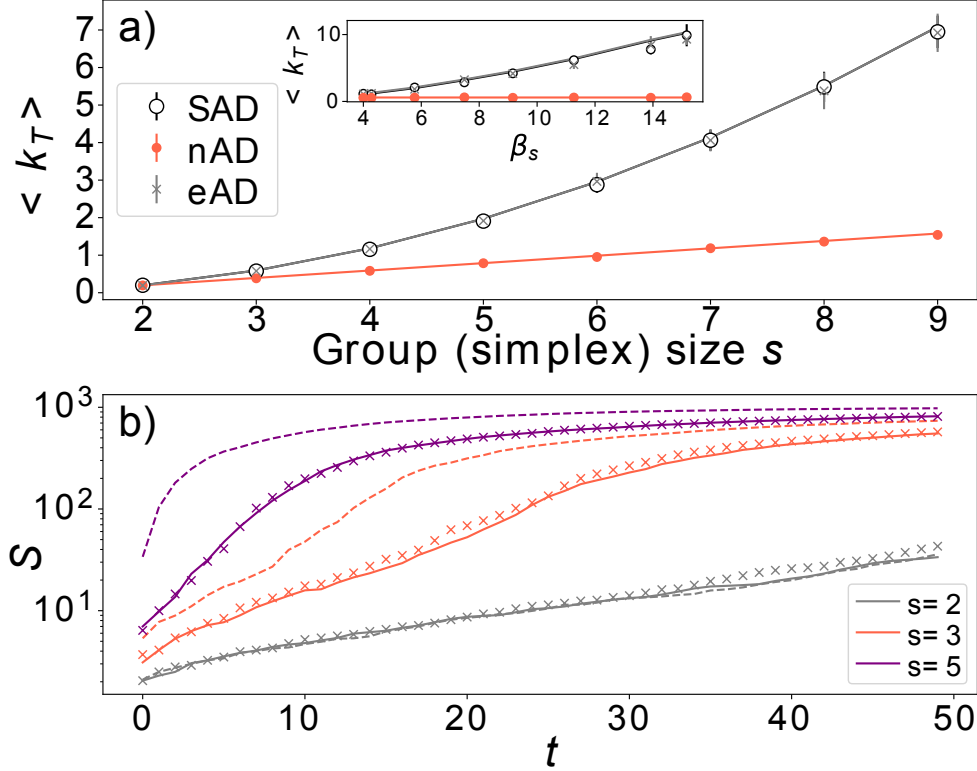 a)
< k_T >
7
6
5
4
3
2
1
0
SAD
nAD
eAD
< k_T >
10
0
4 6 8 10 12 14
β_s
2 3 4 5 6 7 8 9
Group (simplex) size s
b)
S
10^3
10^2
10^1
s= 2
s= 3
s= 5
0 10 20 30 40 50
t